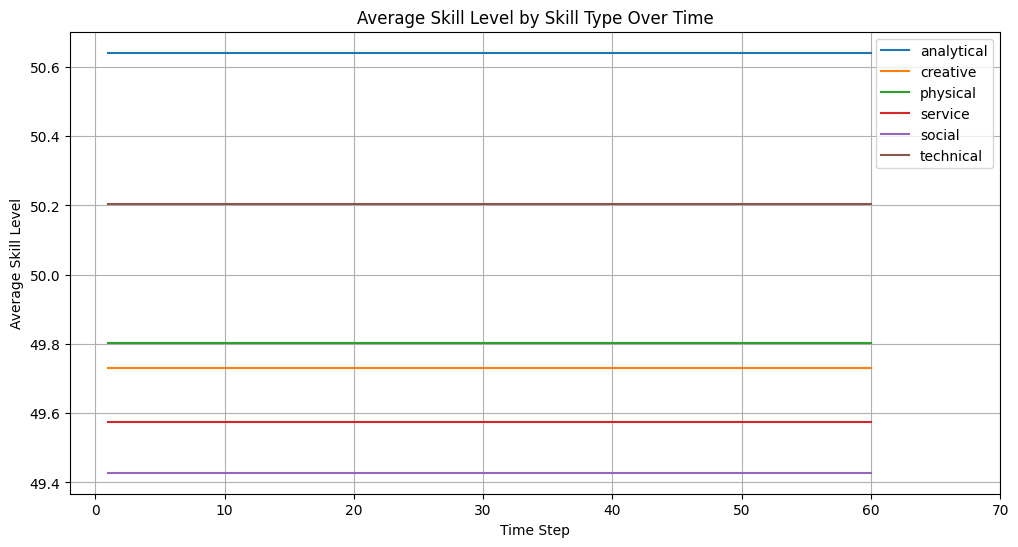 Average Skill Level by Skill Type Over Time
Average Skill Level
50.6
50.4
50.2
50.0
49.8
49.6
49.4
analytical
creative
physical
service
social
technical
0 10 20 30 40 50 60 70
Time Step